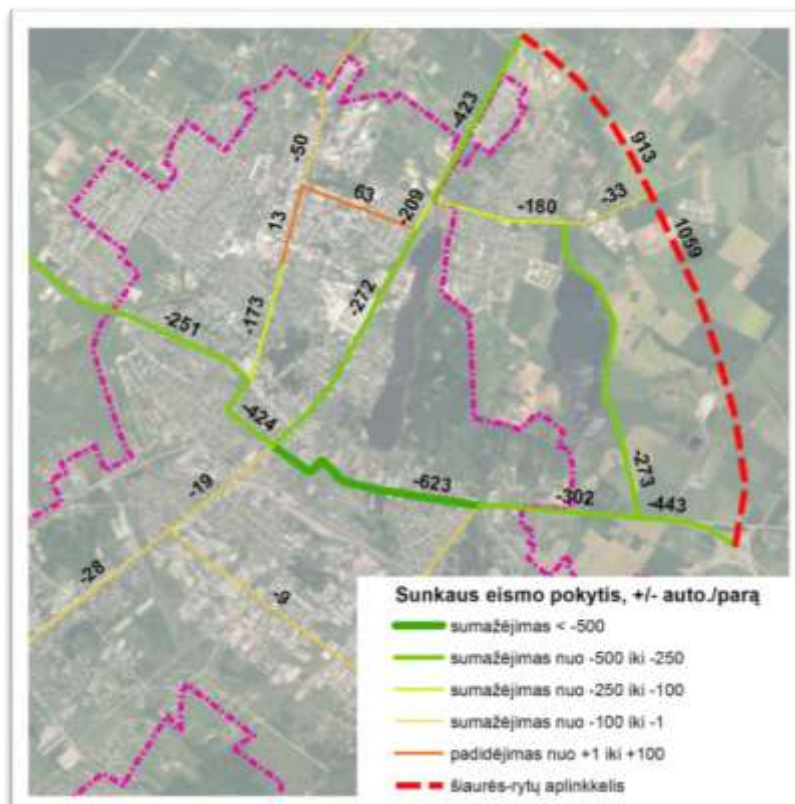 -423
913
-50
63
-209
-180
-33
13
1059
-272
-173
-251
-424
-623
-273
-19
-302
-443
-28
-9
Sunkaus eismo pokytis, +/- auto./parą
sumažėjimas < -500
sumažėjimas nuo -500 iki -250
sumažėjimas nuo -250 iki -100
sumažėjimas nuo -100 iki -1
padidėjimas nuo +1 iki +100
šiaurės-rytų aplinkkelis